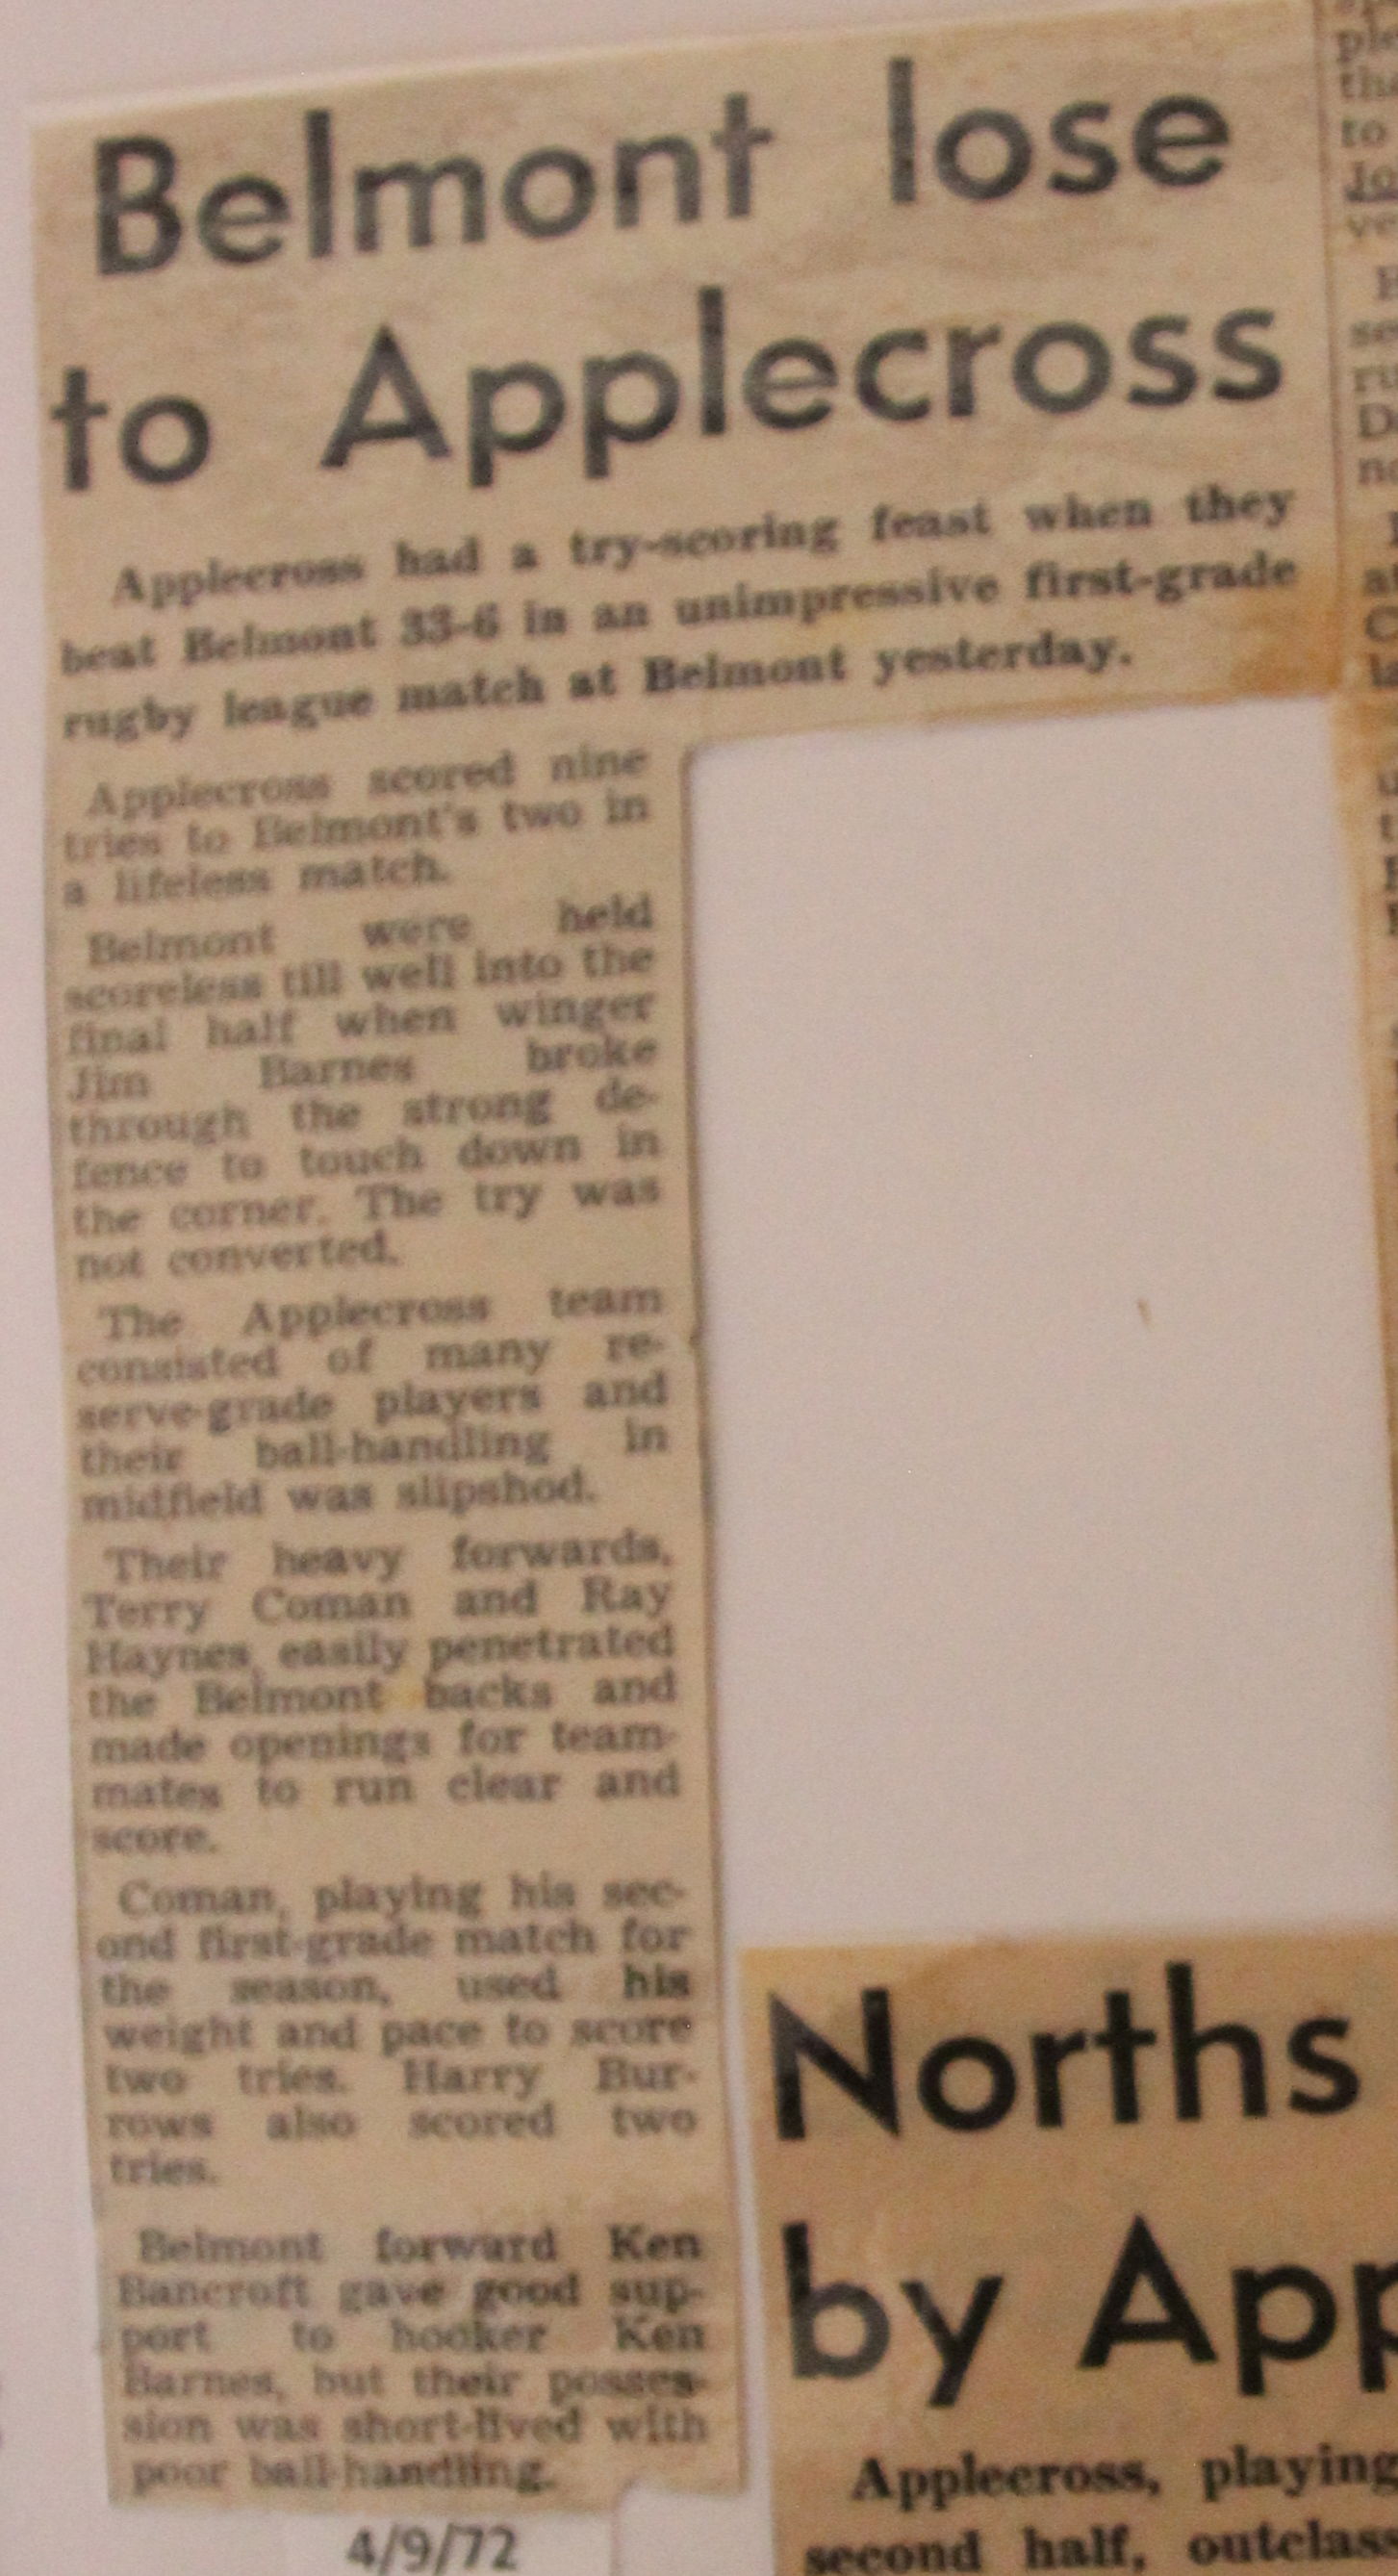 Belmont lose
to Applecross
Applecross had a try-scoring feast when they
beat Belmont 33-6 in an unimpressive first-grade
rugby league match at Belmont yesterday.
Applecross scored nine
tries to Belmont's two in
a lifeless match.
Belmont were held
scoreless till well into the
final half when winger
Jim Barnes broke
through the strong de-
fence to touch down in
the corner. The try was
not converted.
The Applecross team
consisted of many re-
serve-grade players and
their ball-handling in
midfield was slipshod.
Their heavy forwards,
Terry Coman and Ray
Haynes, easily penetrated
the Belmont backs and
made openings for team-
mates to run clear and
score.
Coman, playing his sec-
ond first-grade match for
the season, used his
weight and pace to score
two tries. Harry Bur-
rows also scored two
tries.
Belmont forward Ken
Bancroft gave good sup-
port to hooker Ken
Barnes, but their posses-
sion was short-lived with
poor ball-handling.
4/9/72
Norths
by App
Applecross, playing
second half, outclass
to